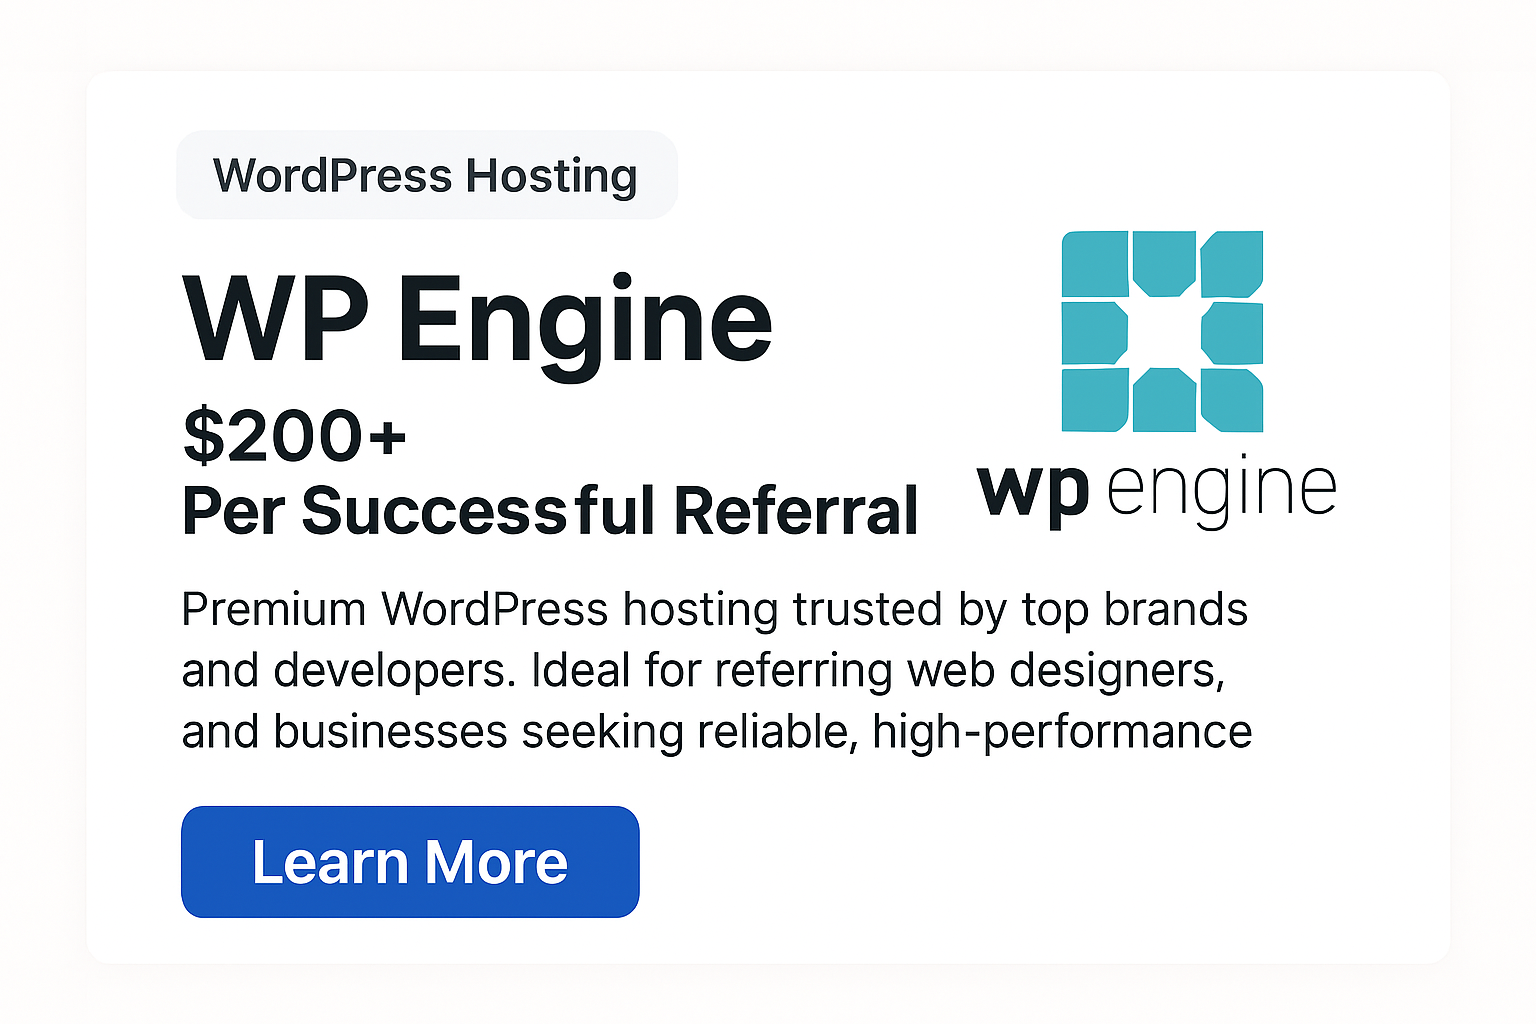 WordPress Hosting
WP Engine
$200+
Per Successful Referral
wp engine
Premium WordPress hosting trusted by top brands
and developers. Ideal for referring web designers,
and businesses seeking reliable, high-performance
Learn More